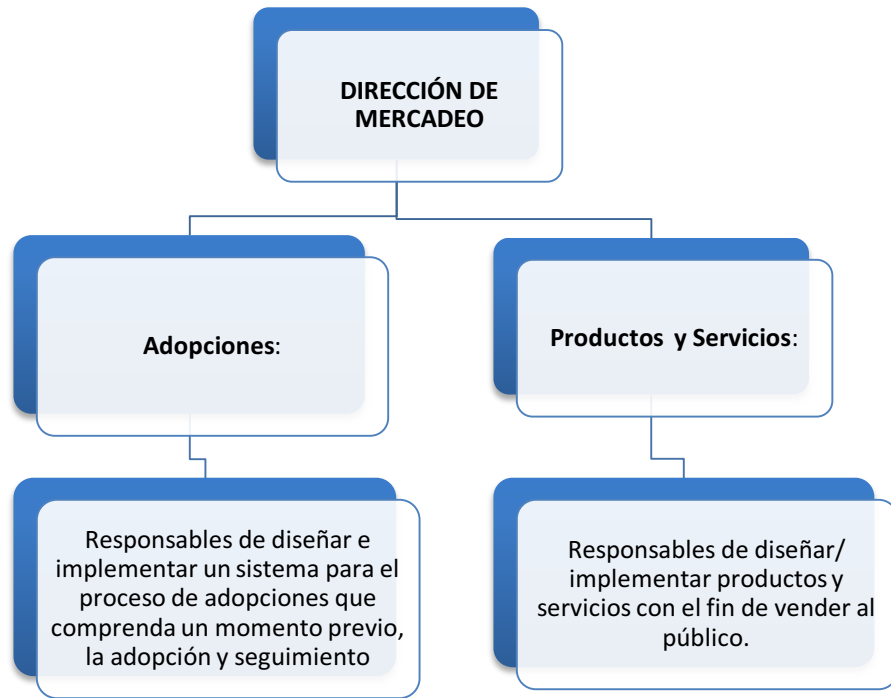 DIRECCIÓN DE
MERCADEO
Adopciones:
Productos y Servicios:
Responsables de diseñar e
implementar un sistema para el
proceso de adopciones que
comprenda un momento previo,
la adopción y seguimiento
Responsables de diseñar/
implementar productos y
servicios con el fin de vender al
público.